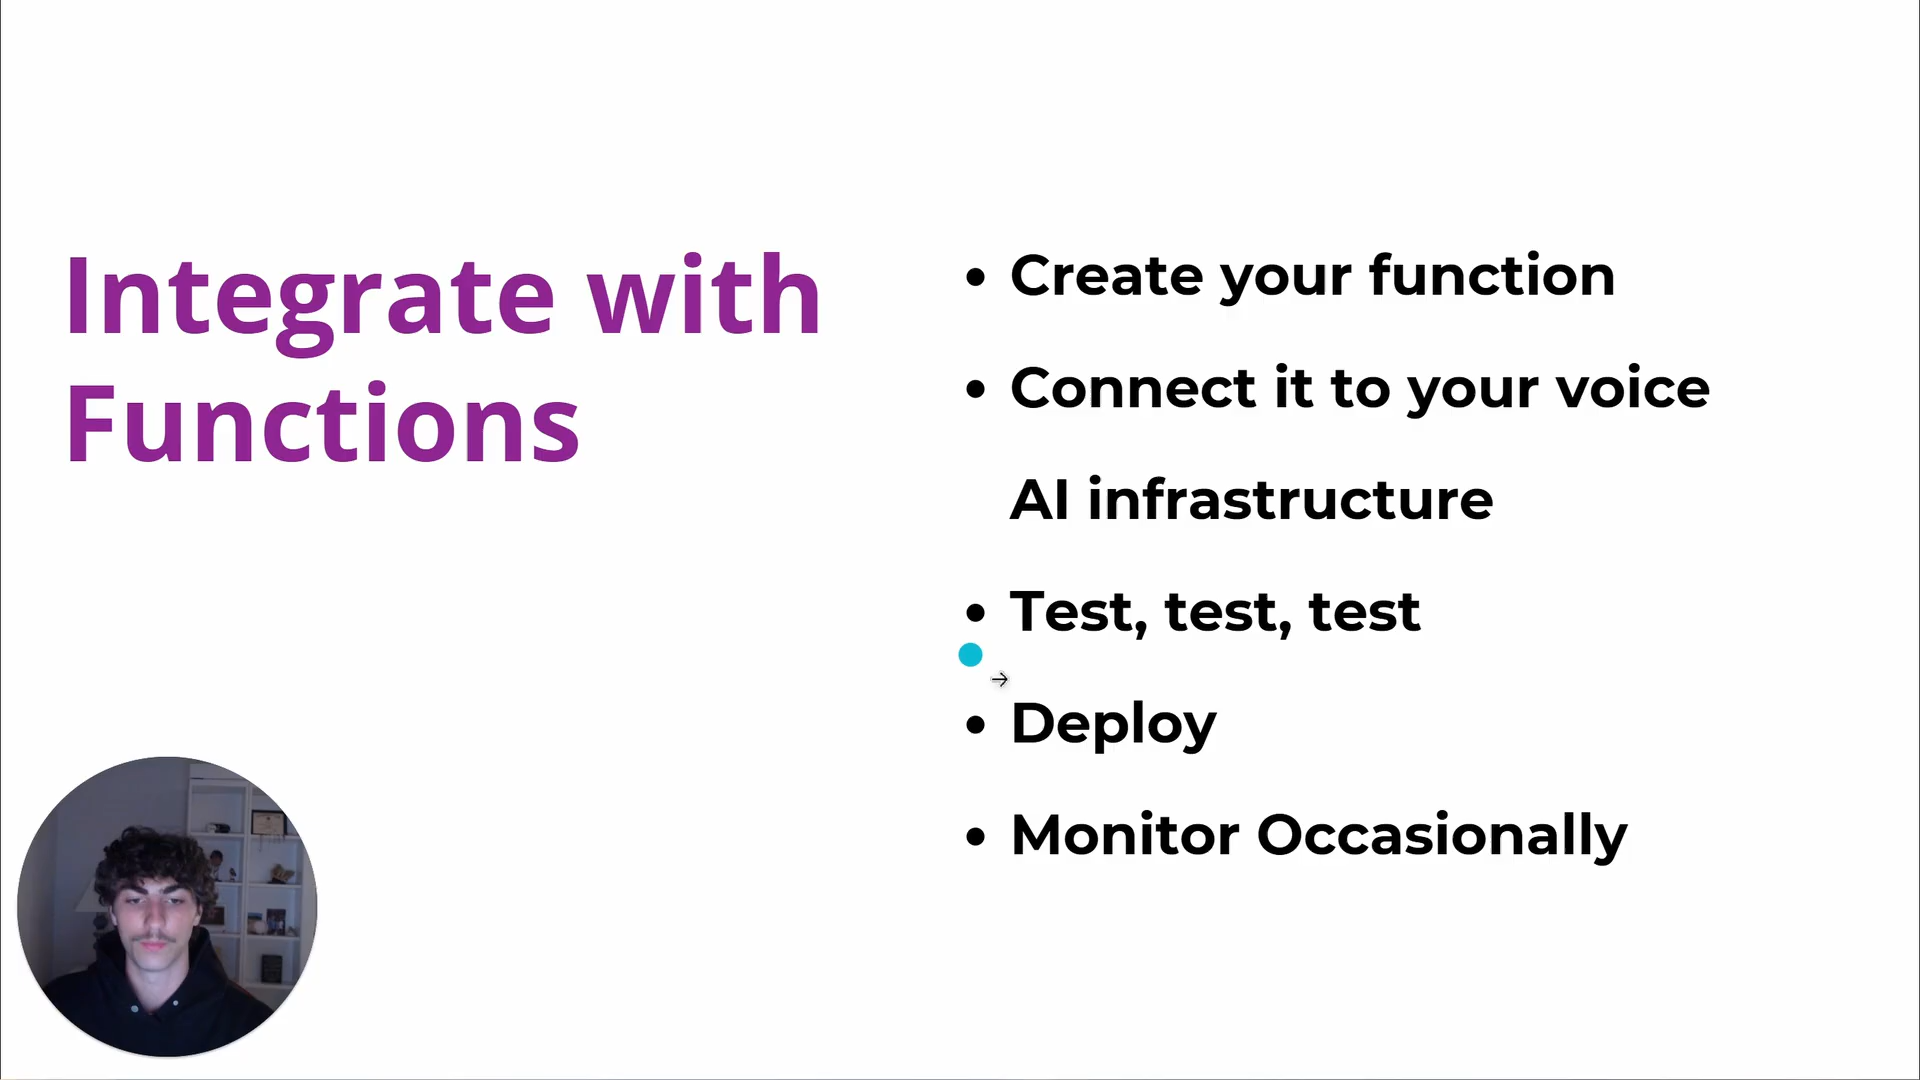 Integrate with
Functions
Create your function
Connect it to your voice
AI infrastructure
Test, test, test
Deploy
Monitor Occasionally